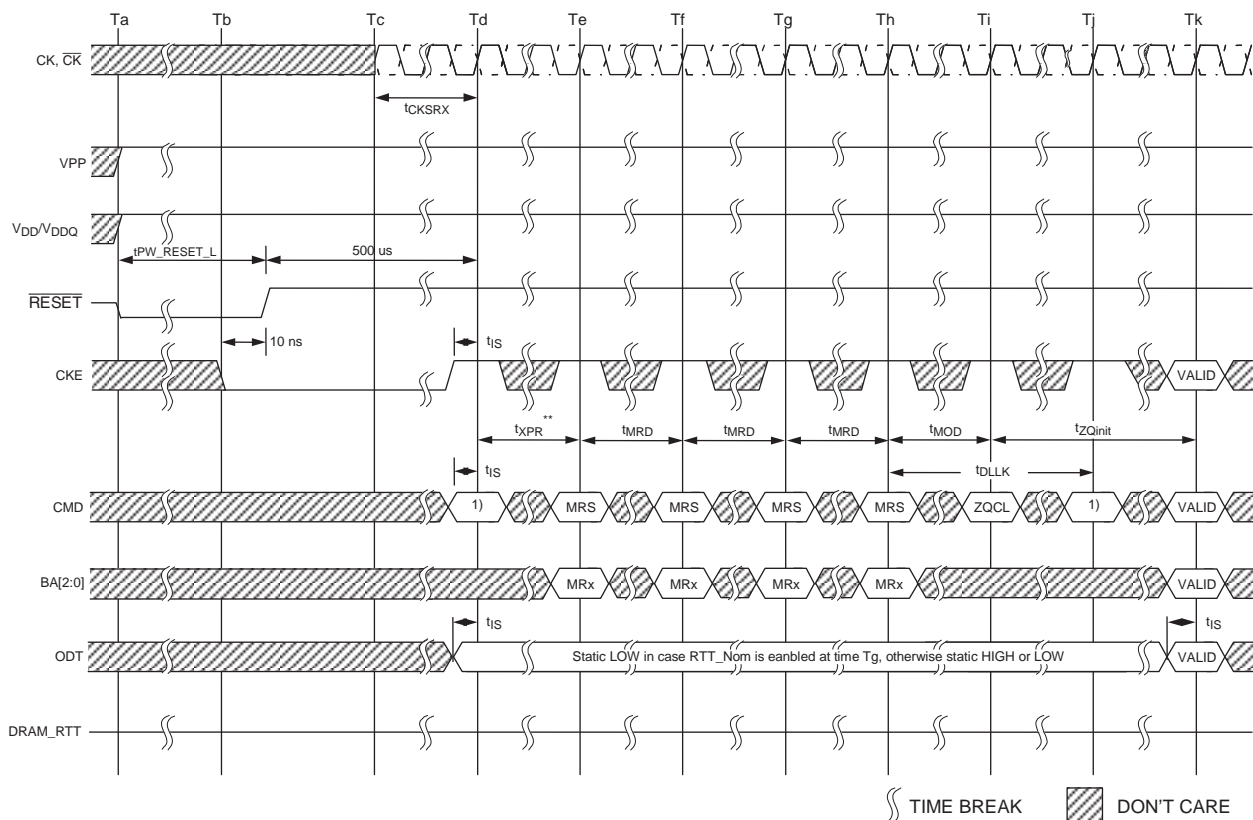 Ta Tb Tc Td Te Tf Tg Th Ti Tj Tk
CK, CK
tCKSRX
VPP
VDD/VDDQ
tPW_RESET_L 500 us
RESET
10 ns tIS
CKE VALID
tXPR** tMRD tMRD tMRD tMOD tZQinit
tIS tDLLK
CMD 1) MRS MRS MRS MRS ZQCL 1) VALID
BA[2:0] MRx MRx MRx MRx VALID
tIS tIS
ODT Static LOW in case RTT_Nom is eanbled at time Tg, otherwise static HIGH or LOW VALID
DRAM_RTT
TIME BREAK DON'T CARE